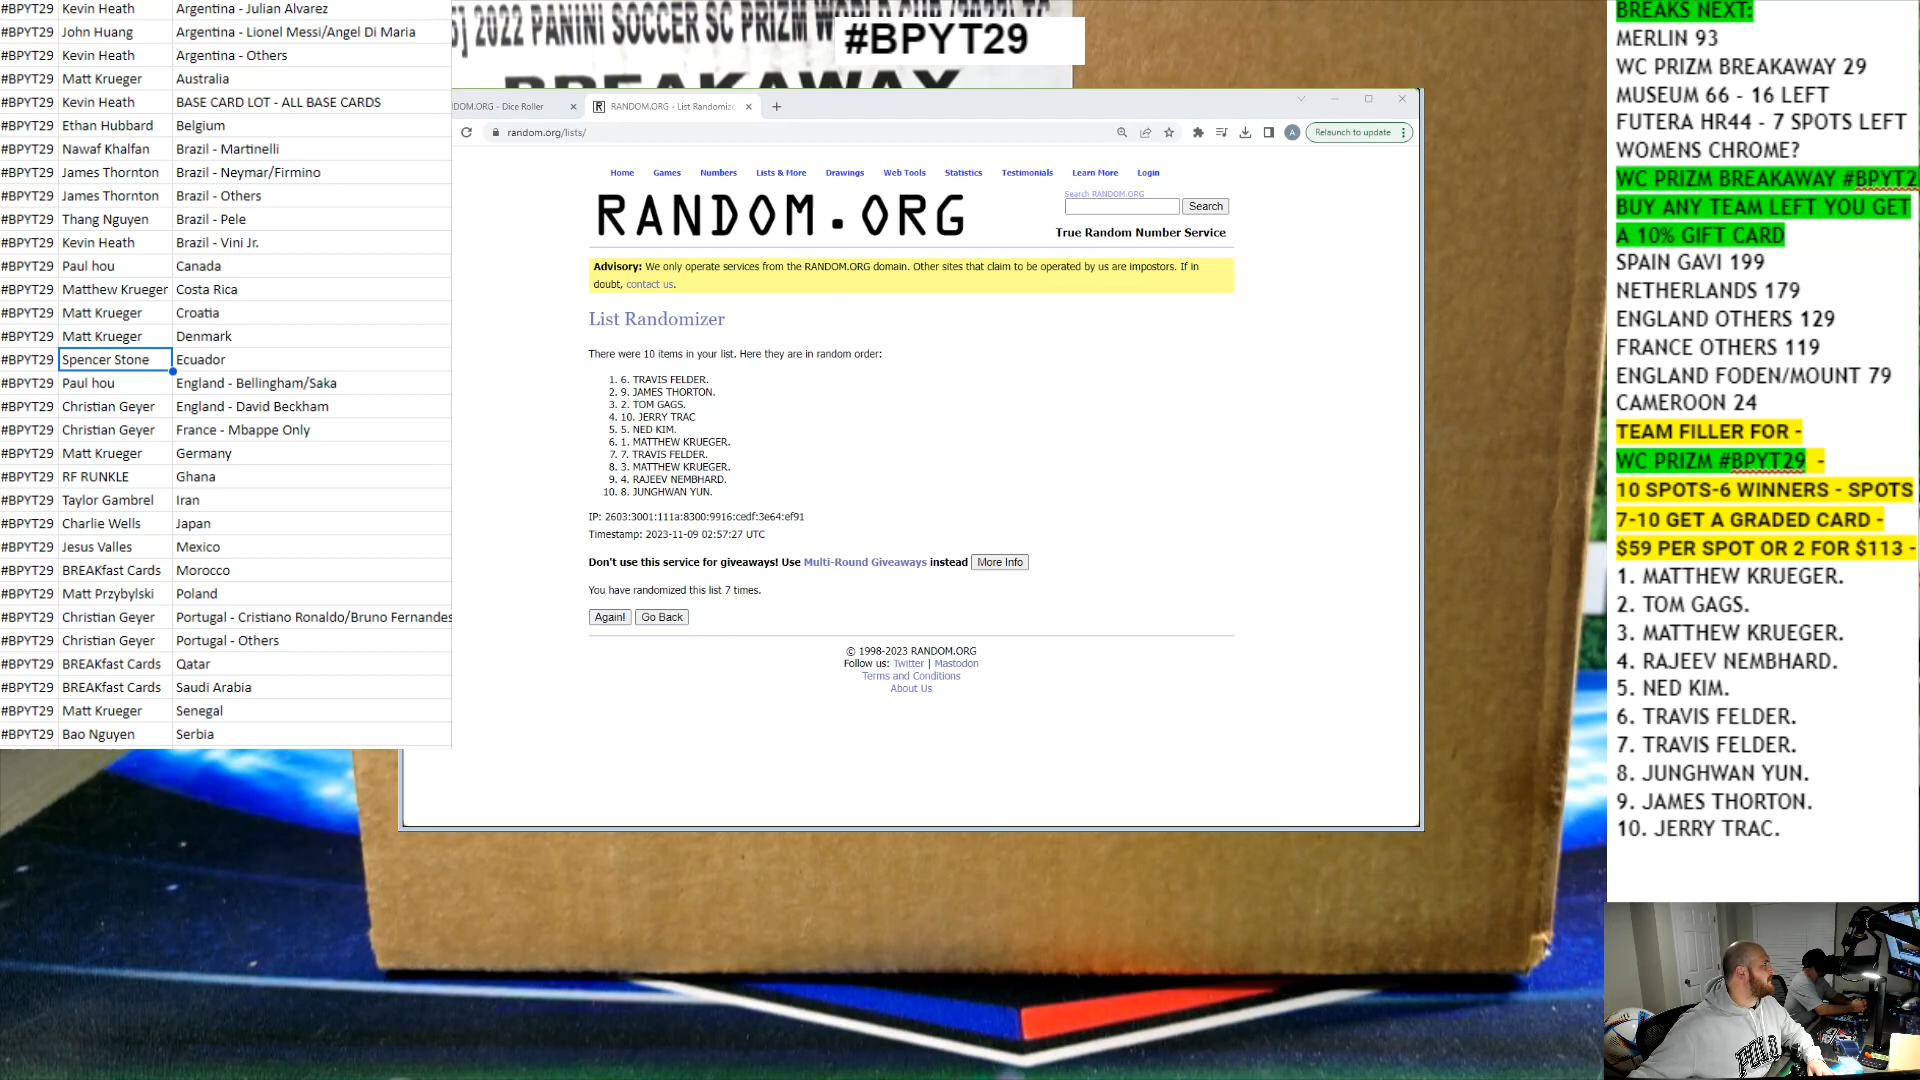 #BPYT29 Kevin Heath Argentina - Julian Alvarez
#BPYT29 John Huang Argentina - Lionel Messi/Angel Di Maria
#BPYT29 Kevin Heath Argentina - Others
#BPYT29 Matt Krueger Australia
#BPYT29 Kevin Heath BASE CARD LOT - ALL BASE CARDS
#BPYT29 Ethan Hubbard Belgium
#BPYT29 Nawaf Khalfan Brazil - Martinelli
#BPYT29 James Thornton Brazil - Neymar/Firmino
#BPYT29 James Thornton Brazil - Others
#BPYT29 Thang Nguyen Brazil - Pele
#BPYT29 Kevin Heath Brazil - Vini Jr.
#BPYT29 Paul hou Canada
#BPYT29 Matthew Krueger Costa Rica
#BPYT29 Matt Krueger Croatia
#BPYT29 Matt Krueger Denmark
#BPYT29 Spencer Stone Ecuador
#BPYT29 Paul hou England - Bellingham/Saka
#BPYT29 Christian Geyer England - David Beckham
#BPYT29 Christian Geyer France - Mbappe Only
#BPYT29 Matt Krueger Germany
#BPYT29 RF RUNKLE Ghana
#BPYT29 Taylor Gambrel Iran
#BPYT29 Charlie Wells Japan
#BPYT29 Jesus Valles Mexico
#BPYT29 BREAKfast Cards Morocco
#BPYT29 Matt Przybylski Poland
#BPYT29 Christian Geyer Portugal - Cristiano Ronaldo/Bruno Fernandes
#BPYT29 Christian Geyer Portugal - Others
#BPYT29 BREAKfast Cards Qatar
#BPYT29 BREAKfast Cards Saudi Arabia
#BPYT29 Matt Krueger Senegal
#BPYT29 Bao Nguyen Serbia
2022 PANINI SOCCER SC PRIZM WORLD CUP
BREAKAWAY
#BPYT29
DOM.ORG - Dice Roller
RANDOM.ORG - List Randomize
random.org/lists/
A
Relaunch to update
Home Games Numbers Lists & More Drawings Web Tools Statistics Testimonials Learn More Login
RANDOM.ORG
Search RANDOM.ORG
Search
True Random Number Service
Advisory: We only operate services from the RANDOM.ORG domain. Other sites that claim to be operated by us are impostors. If in
doubt, contact us.
List Randomizer
There were 10 items in your list. Here they are in random order:
1. 6. TRAVIS FELDER.
2. 9. JAMES THORTON.
3. 2. TOM GAGS.
4. 10. JERRY TRAC
5. 5. NED KIM.
6. 1. MATTHEW KRUEGER.
7. 7. TRAVIS FELDER.
8. 3. MATTHEW KRUEGER.
9. 4. RAJEEV NEMBHARD.
10. 8. JUNGHWAN YUN.
IP: 2603:3001:111a:8300:9916:cedf:3e64:ef91
Timestamp: 2023-11-09 02:57:27 UTC
Don't use this service for giveaways! Use Multi-Round Giveaways instead More Info
You have randomized this list 7 times.
Again! Go Back
© 1998-2023 RANDOM.ORG
Follow us: Twitter | Mastodon
Terms and Conditions
About Us
BREAKS NEXT:
MERLIN 93
WC PRIZM BREAKAWAY 29
MUSEUM 66 - 16 LEFT
FUTERA HR44 - 7 SPOTS LEFT
WOMENS CHROME?
WC PRIZM BREAKAWAY #BPYT2
BUY ANY TEAM LEFT YOU GET
A 10% GIFT CARD
SPAIN GAVI 199
NETHERLANDS 179
ENGLAND OTHERS 129
FRANCE OTHERS 119
ENGLAND FODEN/MOUNT 79
CAMEROON 24
TEAM FILLER FOR -
WC PRIZM #BPYT29 -
10 SPOTS-6 WINNERS - SPOTS
7-10 GET A GRADED CARD -
$59 PER SPOT OR 2 FOR $113 -
1. MATTHEW KRUEGER.
2. TOM GAGS.
3. MATTHEW KRUEGER.
4. RAJEEV NEMBHARD.
5. NED KIM.
6. TRAVIS FELDER.
7. TRAVIS FELDER.
8. JUNGHWAN YUN.
9. JAMES THORTON.
10. JERRY TRAC.